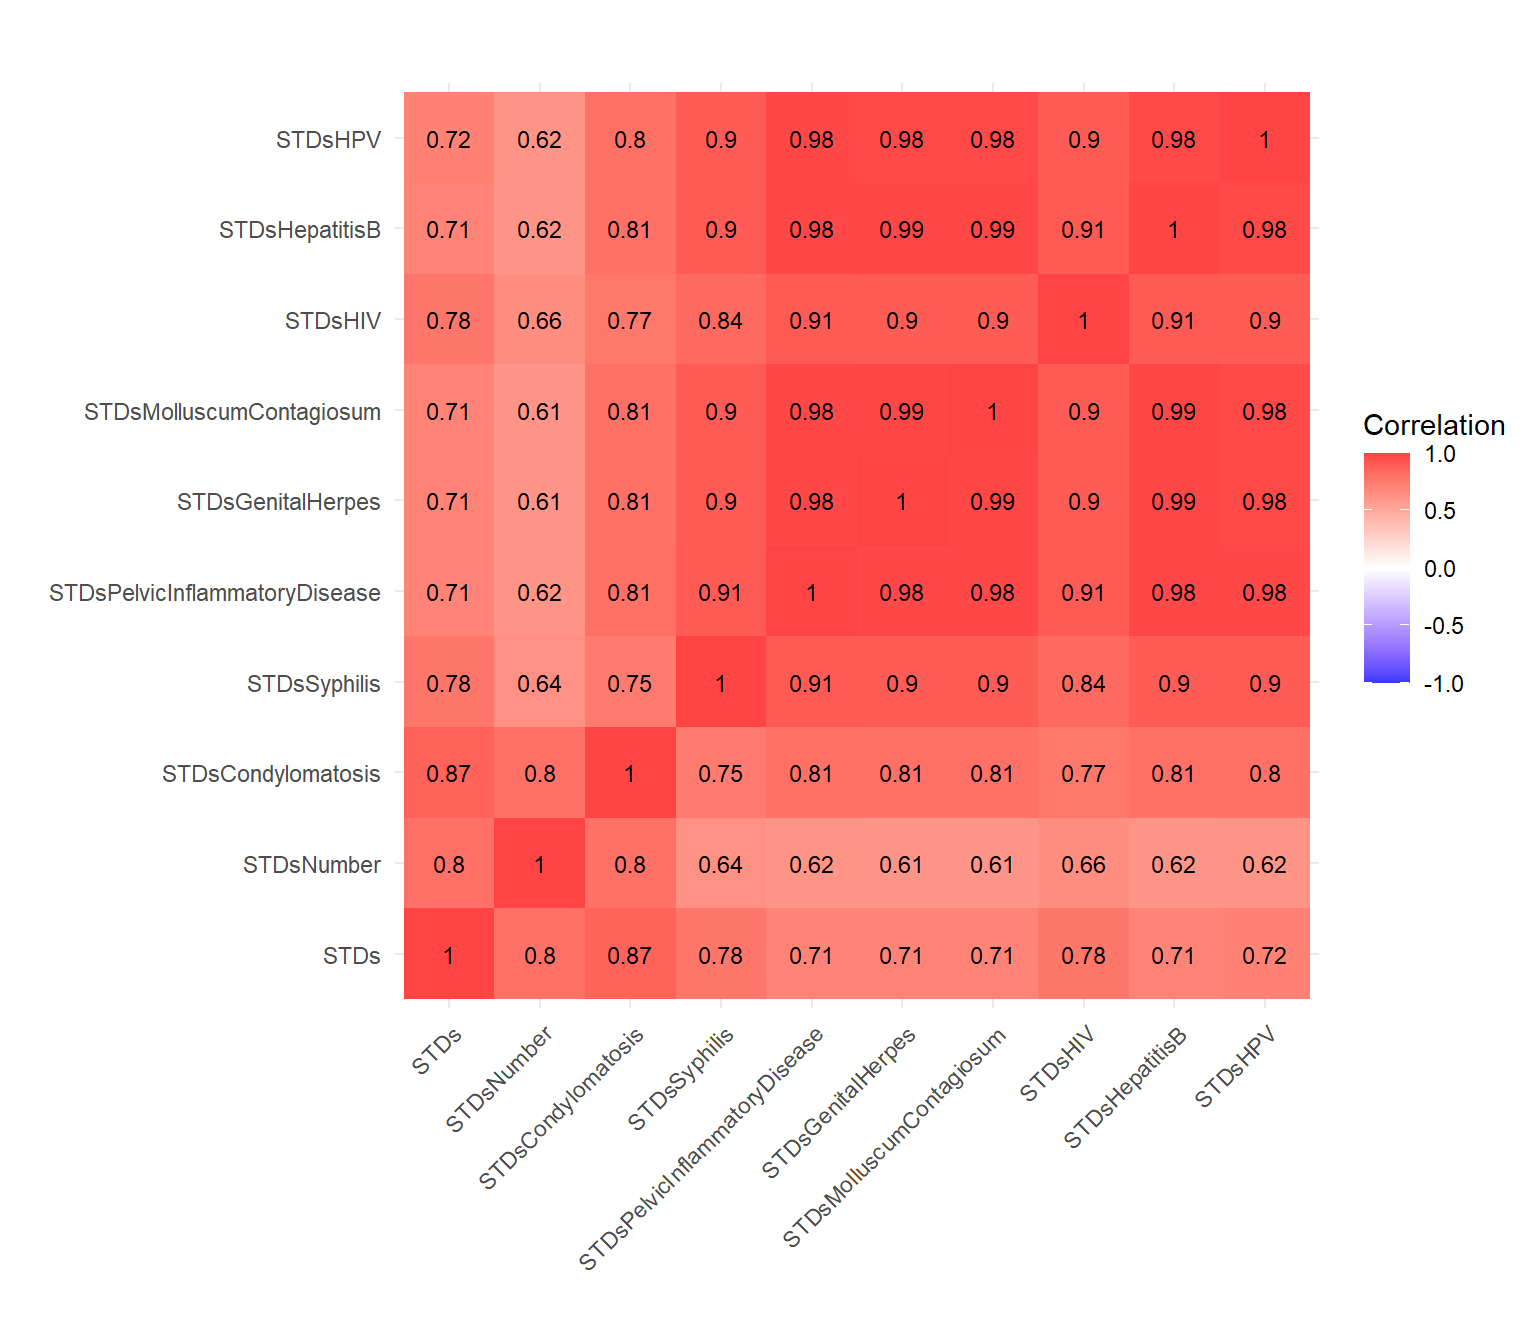 STDsHPV 0.72 0.62 0.8 0.9 0.98 0.98 0.98 0.9 0.98 1
STDsHepatitisB 0.71 0.62 0.81 0.9 0.98 0.99 0.99 0.91 1 0.98
STDsHIV 0.78 0.66 0.77 0.84 0.91 0.9 0.9 1 0.91 0.9
STDsMolluscumContagiosum 0.71 0.61 0.81 0.9 0.98 0.99 1 0.9 0.99 0.98
STDsGenitalHerpes 0.71 0.61 0.81 0.9 0.98 1 0.99 0.9 0.99 0.98
STDsPelvicInflammatoryDisease 0.71 0.62 0.81 0.91 1 0.98 0.98 0.91 0.98 0.98
STDsSyphilis 0.78 0.64 0.75 1 0.91 0.9 0.9 0.84 0.9 0.9
STDsCondylomatosis 0.87 0.8 1 0.75 0.81 0.81 0.81 0.77 0.81 0.8
STDsNumber 0.8 1 0.8 0.64 0.62 0.61 0.61 0.66 0.62 0.62
STDs 1 0.8 0.87 0.78 0.71 0.71 0.71 0.78 0.71 0.72
STDs
STDsNumber
STDsCondylomatosis
STDsSyphilis
STDsPelvicInflammatoryDisease
STDsGenitalHerpes
STDsMolluscumContagiosum
STDsHIV
STDsHepatitisB
STDsHPV
Correlation
1.0
0.5
0.0
-0.5
-1.0